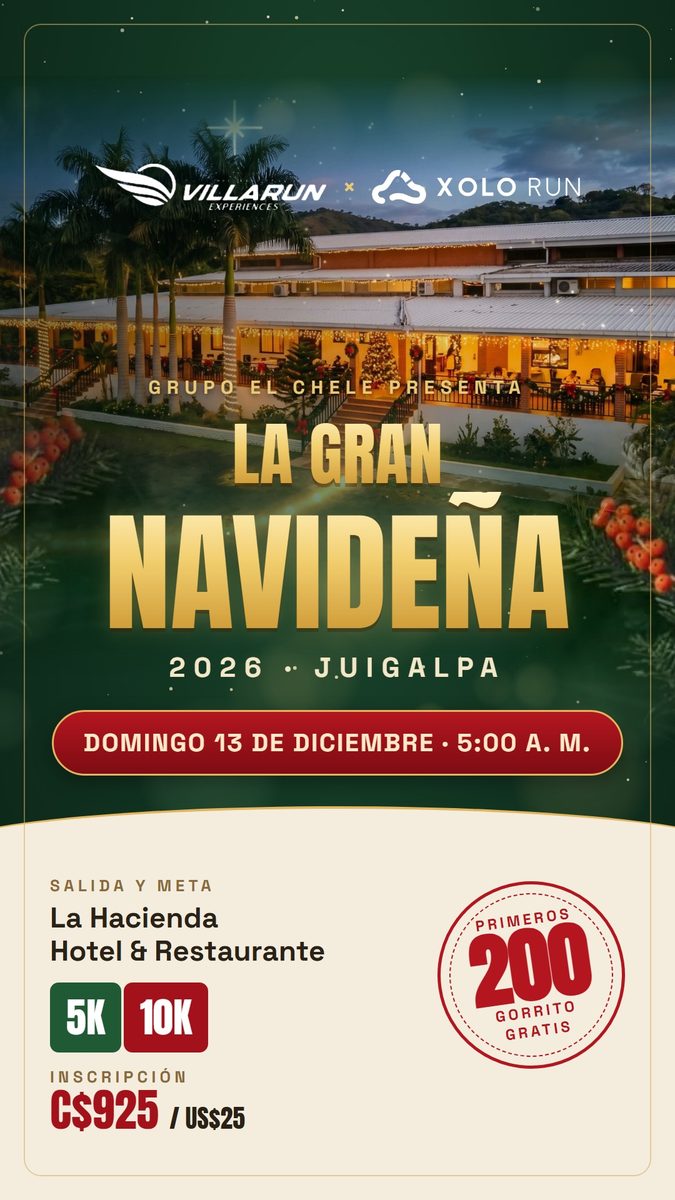 VILLARUN
EXPERIENCES
×
XOLO RUN
GRUPO EL CHELE PRESENTA
LA GRAN
NAVIDEÑA
2026 · JUIGALPA
DOMINGO 13 DE DICIEMBRE · 5:00 A. M.
SALIDA Y META
La Hacienda
Hotel & Restaurante
5K 10K
INSCRIPCIÓN
C$925 / US$25
PRIMEROS
200
GORRITO
GRATIS